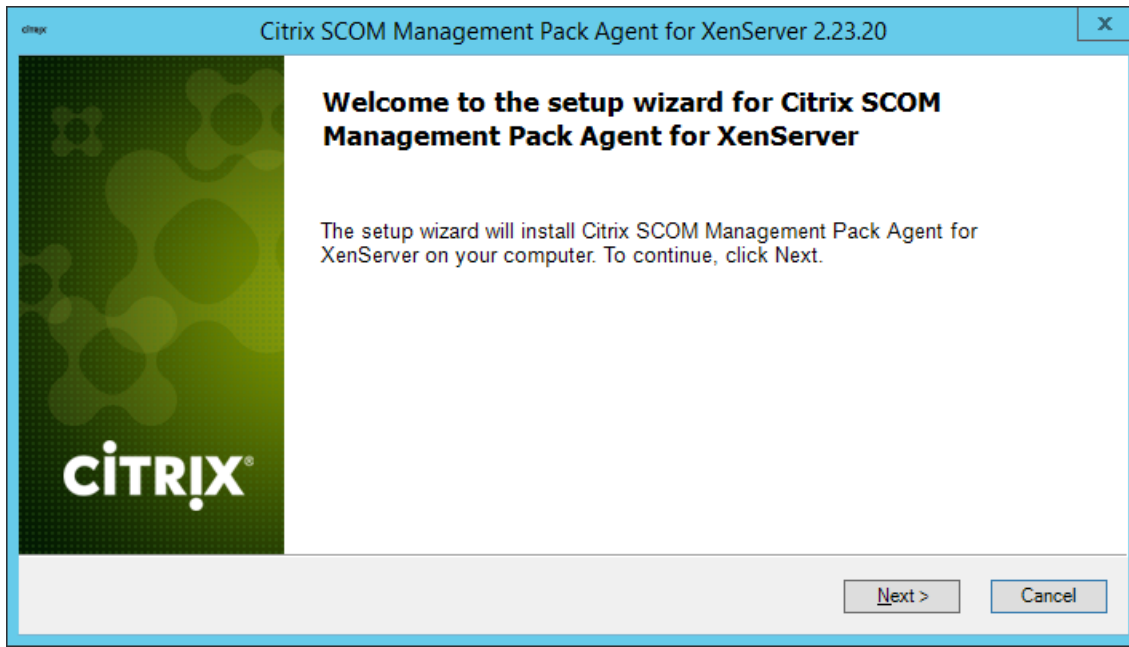 citrix
Citrix SCOM Management Pack Agent for XenServer 2.23.20
X
Welcome to the setup wizard for Citrix SCOM
Management Pack Agent for XenServer
The setup wizard will install Citrix SCOM Management Pack Agent for
XenServer on your computer. To continue, click Next.
CİTRỊX®
Next >
Cancel